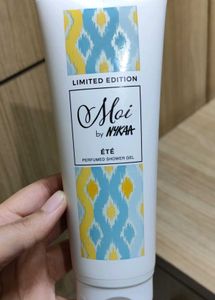 LIMITED EDITION
Moi
by NYKAA
ÉTÉ
PERFUMED SHOWER GEL